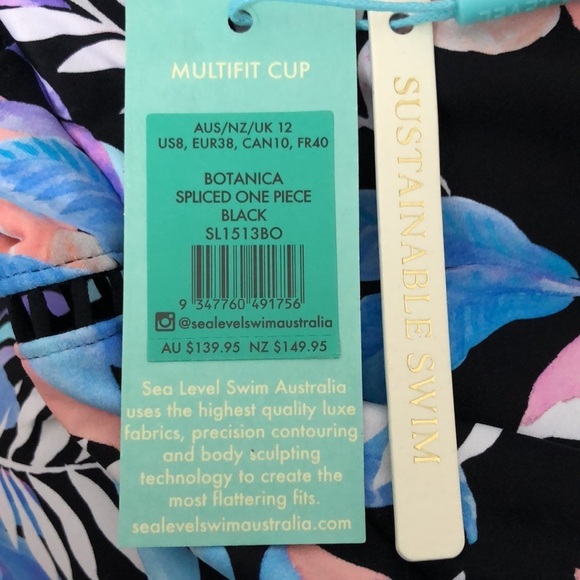 MULTIFIT CUP
AUS/NZ/UK 12
US8, EUR38, CAN10, FR40
BOTANICA
SPLICED ONE PIECE
BLACK
SL1513BO
9 347760 491756
@sealevelswimaustralia
AU $139.95 NZ $149.95
Sea Level Swim Australia
uses the highest quality luxe
fabrics, precision contouring
and body sculpting
technology to create the
most flattering fits.
sealevelswimaustralia.com
SUSTAINABLE SWIM